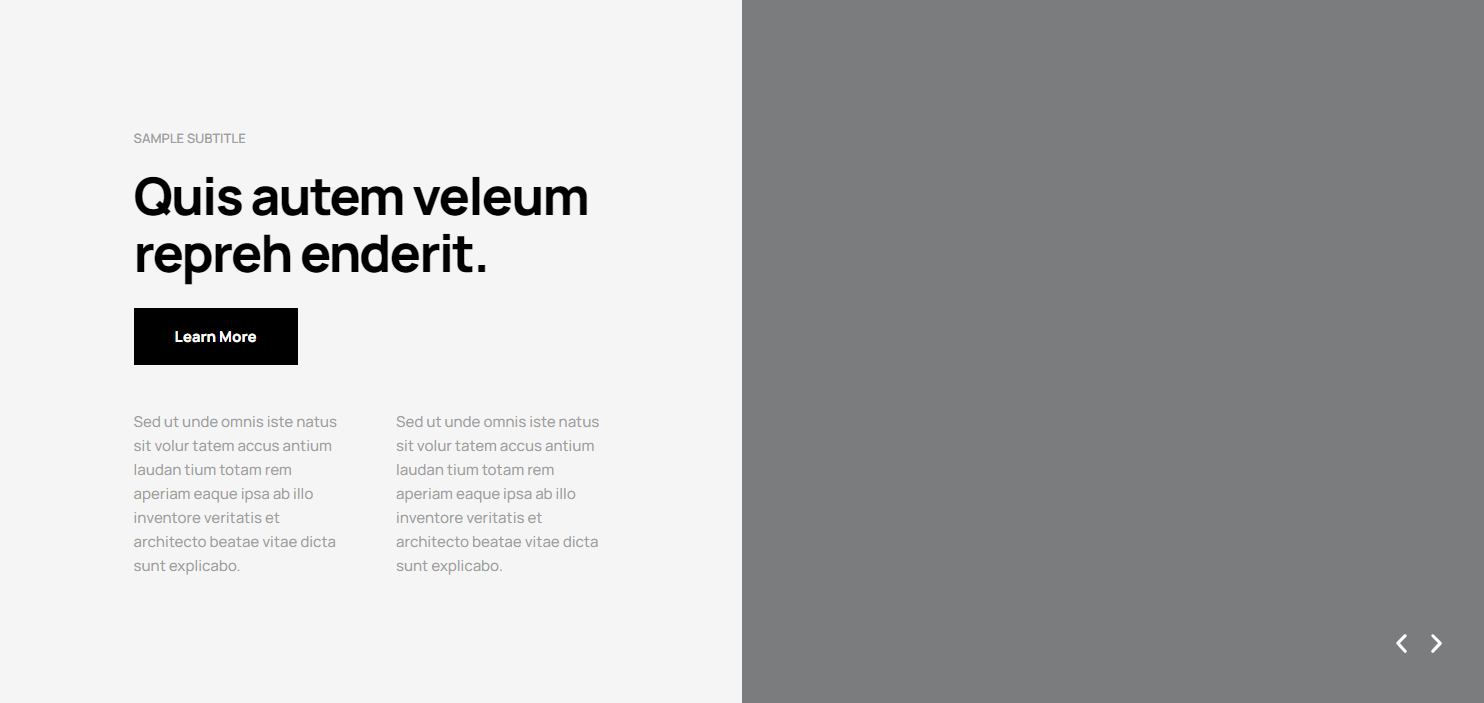 SAMPLE SUBTITLE
Quis autem veleum
repreh enderit.
Learn More
Sed ut unde omnis iste natus
sit volur tatem accus antium
laudan tium totam rem
aperiam eaque ipsa ab illo
inventore veritatis et
architecto beatae vitae dicta
sunt explicabo.
Sed ut unde omnis iste natus
sit volur tatem accus antium
laudan tium totam rem
aperiam eaque ipsa ab illo
inventore veritatis et
architecto beatae vitae dicta
sunt explicabo.